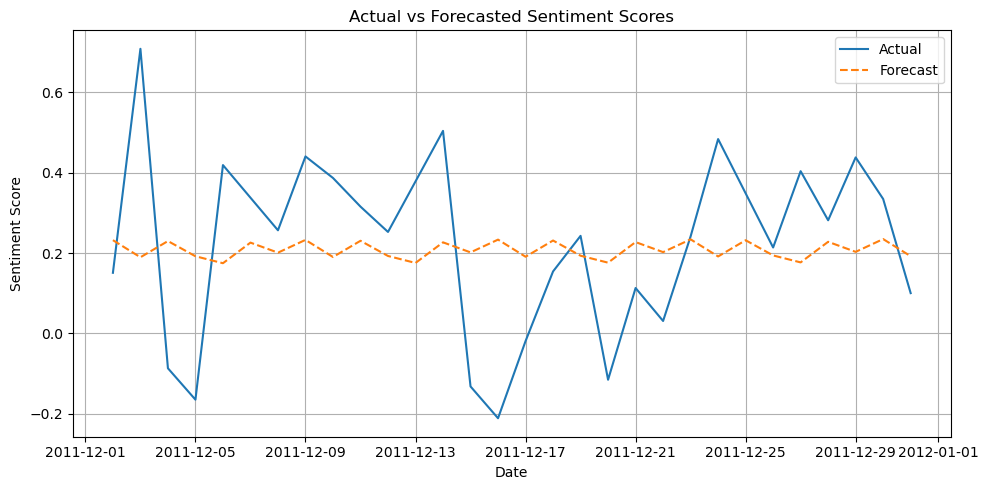 Actual vs Forecasted Sentiment Scores
Actual
Forecast
Sentiment Score
0.6
0.4
0.2
0.0
−0.2
2011-12-01 2011-12-05 2011-12-09 2011-12-13 2011-12-17 2011-12-21 2011-12-25 2011-12-29 2012-01-01
Date